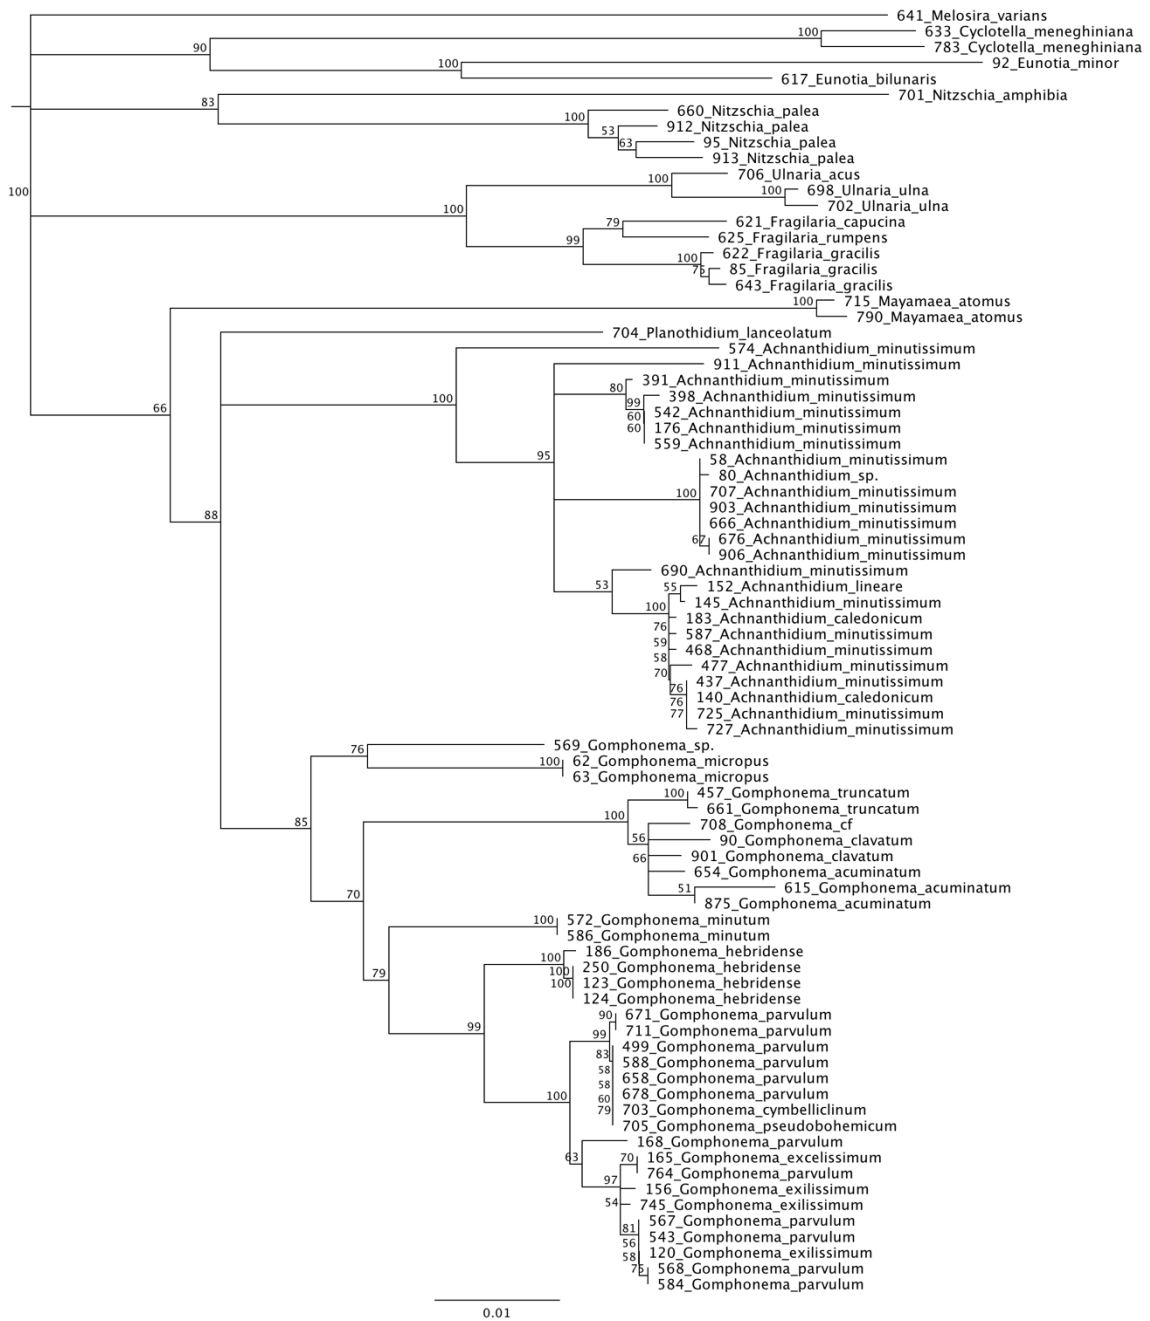 641_Melosira_varians
100 633_Cyclotella_meneghiniana
90 783_Cyclotella_meneghiniana
100 92_Eunotia_minor
617_Eunotia_bilunaris
83 701_Nitzschia_amphibia
100 660_Nitzschia_palea
53 912_Nitzschia_palea
63 95_Nitzschia_palea
913_Nitzschia_palea
100 706_Ulnaria_acus
100 100 698_Ulnaria_ulna
100 702_Ulnaria_ulna
79 621_Fragilaria_capucina
99 625_Fragilaria_rumpens
100 622_Fragilaria_gracilis
75 85_Fragilaria_gracilis
643_Fragilaria_gracilis
100 715_Mayamaea_atomus
790_Mayamaea_atomus
704_Planothidium_lanceolatum
574_Achnanthidium_minutissimum
911_Achnanthidium_minutissimum
80 391_Achnanthidium_minutissimum
100 99 398_Achnanthidium_minutissimum
66 60 542_Achnanthidium_minutissimum
60 176_Achnanthidium_minutissimum
559_Achnanthidium_minutissimum
95 58_Achnanthidium_minutissimum
80_Achnanthidium_sp.
100 707_Achnanthidium_minutissimum
903_Achnanthidium_minutissimum
88 666_Achnanthidium_minutissimum
67 676_Achnanthidium_minutissimum
906_Achnanthidium_minutissimum
690_Achnanthidium_minutissimum
53 55 152_Achnanthidium_lineare
100 145_Achnanthidium_minutissimum
76 183_Achnanthidium_caledonicum
59 587_Achnanthidium_minutissimum
58 468_Achnanthidium_minutissimum
70 477_Achnanthidium_minutissimum
76 437_Achnanthidium_minutissimum
76 140_Achnanthidium_caledonicum
77 725_Achnanthidium_minutissimum
727_Achnanthidium_minutissimum
76 569_Gomphonema_sp.
100 62_Gomphonema_micropus
63_Gomphonema_micropus
100 457_Gomphonema_truncatum
100 661_Gomphonema_truncatum
85 708_Gomphonema_cf
56 90_Gomphonema_clavatum
66 901_Gomphonema_clavatum
654_Gomphonema_acuminatum
51 615_Gomphonema_acuminatum
70 875_Gomphonema_acuminatum
100 572_Gomphonema_minutum
586_Gomphonema_minutum
100 186_Gomphonema_hebridense
79 100 250_Gomphonema_hebridense
100 123_Gomphonema_hebridense
124_Gomphonema_hebridense
90 671_Gomphonema_parvulum
99 99 711_Gomphonema_parvulum
83 499_Gomphonema_parvulum
58 588_Gomphonema_parvulum
58 658_Gomphonema_parvulum
100 60 678_Gomphonema_parvulum
79 703_Gomphonema_cymbelliclinum
705_Gomphonema_pseudobohemicum
168_Gomphonema_parvulum
63 70 165_Gomphonema_excelissimum
764_Gomphonema_parvulum
97 156_Gomphonema_exilissimum
54 745_Gomphonema_exilissimum
81 567_Gomphonema_parvulum
56 543_Gomphonema_parvulum
58 120_Gomphonema_exilissimum
75 568_Gomphonema_parvulum
584_Gomphonema_parvulum
0.01